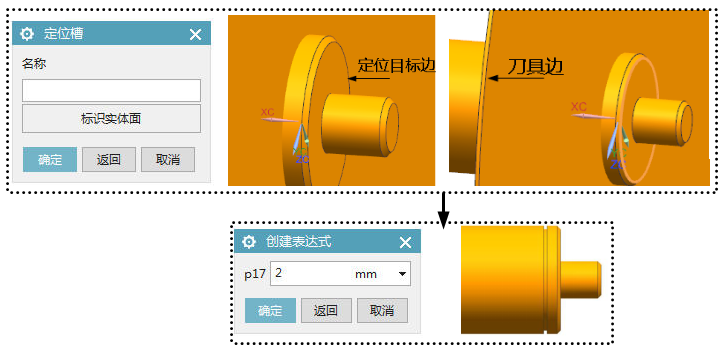 定位槽
名称
标识实体面
确定 返回 取消
定位目标边
XC
ZC
刀具边
XC
ZC
创建表达式
p17 2 mm
确定 返回 取消